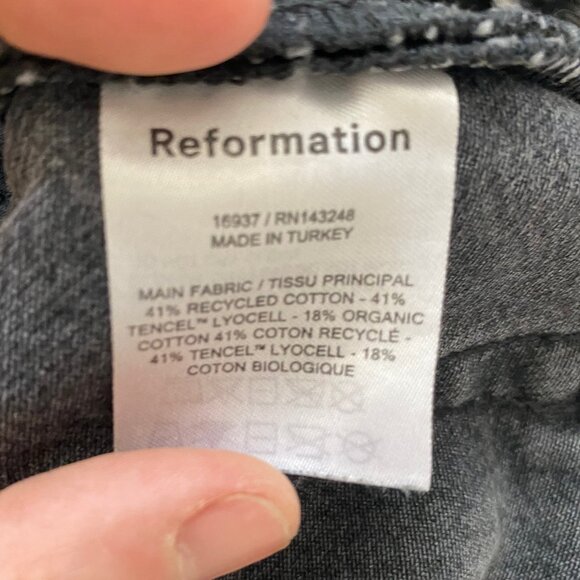 Reformation
16937 / RN143248
MADE IN TURKEY
MAIN FABRIC / TISSU PRINCIPAL
41% RECYCLED COTTON - 41%
TENCEL™ LYOCELL - 18% ORGANIC
COTTON 41% COTON RECYCLÉ -
41% TENCEL™ LYOCELL - 18%
COTON BIOLOGIQUE